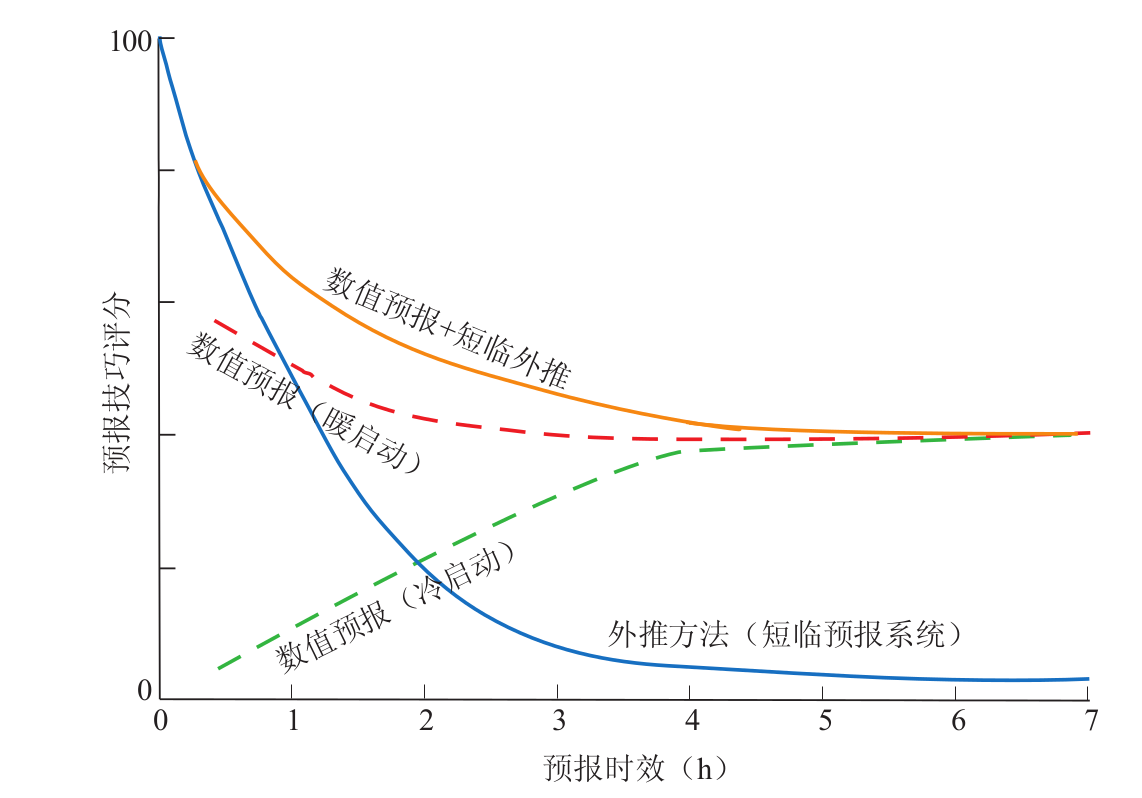 100
预报技巧评分
数值预报+短临外推
数值预报（暖启动）
数值预报（冷启动）
外推方法（短临预报系统）
0
0 1 2 3 4 5 6 7
预报时效（h）